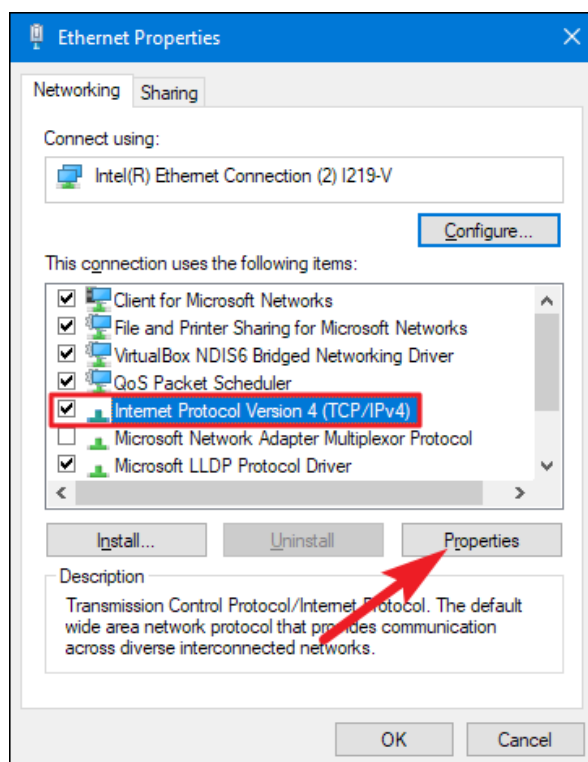 Ethernet Properties
Networking Sharing
Connect using:
Intel(R) Ethernet Connection (2) I219-V
Configure...
This connection uses the following items:
Client for Microsoft Networks
File and Printer Sharing for Microsoft Networks
VirtualBox NDIS6 Bridged Networking Driver
QoS Packet Scheduler
Internet Protocol Version 4 (TCP/IPv4)
Microsoft Network Adapter Multiplexor Protocol
Microsoft LLDP Protocol Driver
Install... Uninstall Properties
Description
Transmission Control Protocol/Internet Protocol. The default
wide area network protocol that provides communication
across diverse interconnected networks.
OK Cancel